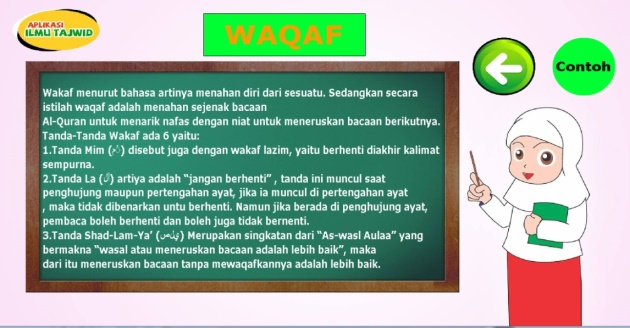 APLIKASI
ILMU TAJWID
WAQAF
Contoh
Wakaf menurut bahasa artinya menahan diri dari sesuatu. Sedangkan secara
istilah waqaf adalah menahan sejenak bacaan
Al-Quran untuk menarik nafas dengan niat untuk meneruskan bacaan berikutnya.
Tanda-Tanda Wakaf ada 6 yaitu:
1.Tanda Mim (مـ) disebut juga dengan wakaf lazim, yaitu berhenti diakhir kalimat
sempurna.
2.Tanda La (لا) artiya adalah "jangan berhenti" , tanda ini muncul saat
penghujung maupun pertengahan ayat, jika ia muncul di pertengahan ayat
, maka tidak dibenarkan untu berhenti. Namun jika berada di penghujung ayat,
pembaca boleh berhenti dan boleh juga tidak bernenti.
3.Tanda Shad-Lam-Ya' (صلي) Merupakan singkatan dari "As-wasl Aulaa" yang
bermakna "wasal atau meneruskan bacaan adalah lebih baik", maka
dari itu meneruskan bacaan tanpa mewaqafkannya adalah lebih baik.